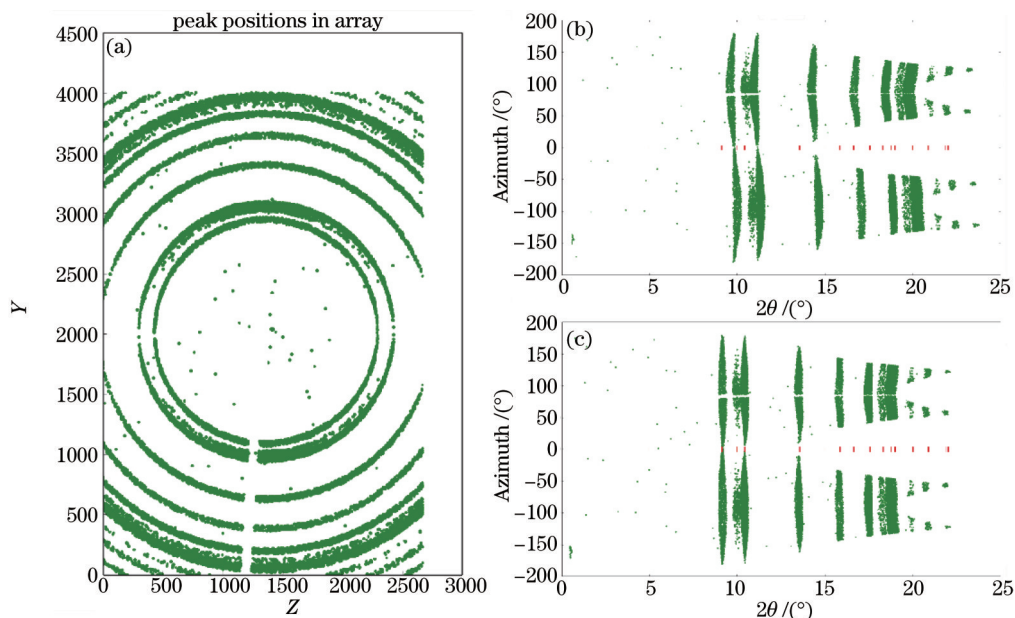 peak positions in array
(a)
4500
4000
3500
3000
2500
2000
1500
1000
500
0
Y
0 500 1000 1500 2000 2500 3000
Z
(b)
200
150
100
50
0
−50
−100
−150
−200
Azimuth /(°)
0 5 10 15 20 25
2θ /(°)
(c)
200
150
100
50
0
−50
−100
−150
−200
Azimuth /(°)
0 5 10 15 20 25
2θ /(°)